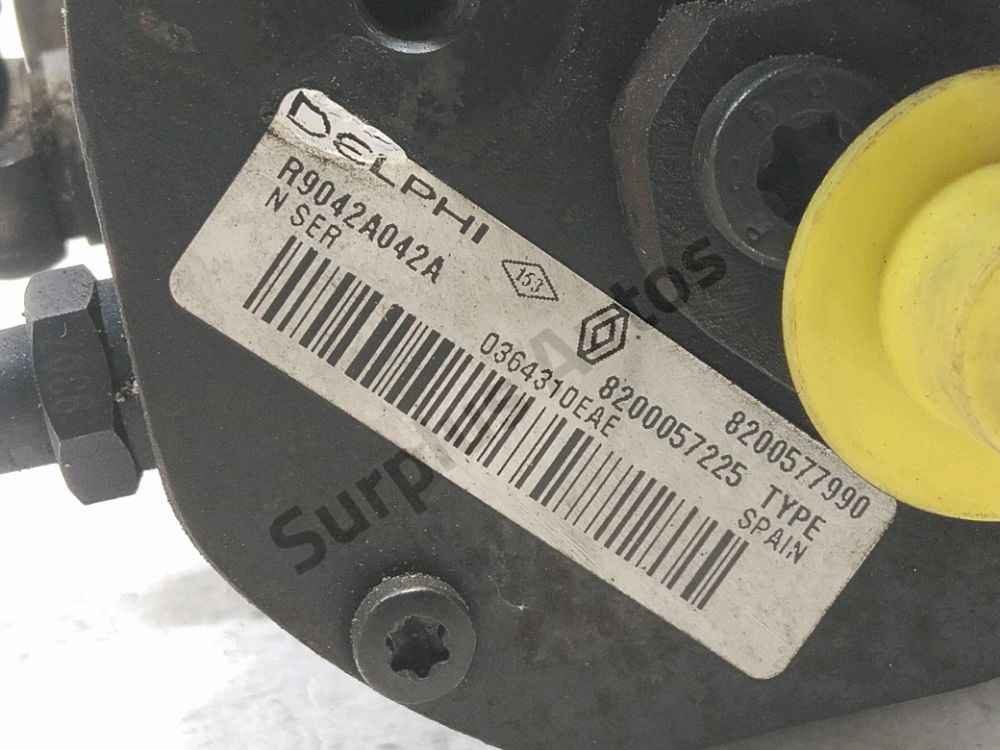 DELPHI
R9042A042A
N SER
153
0364310EAE
8200577990
8200057225 TYPE
SPAIN